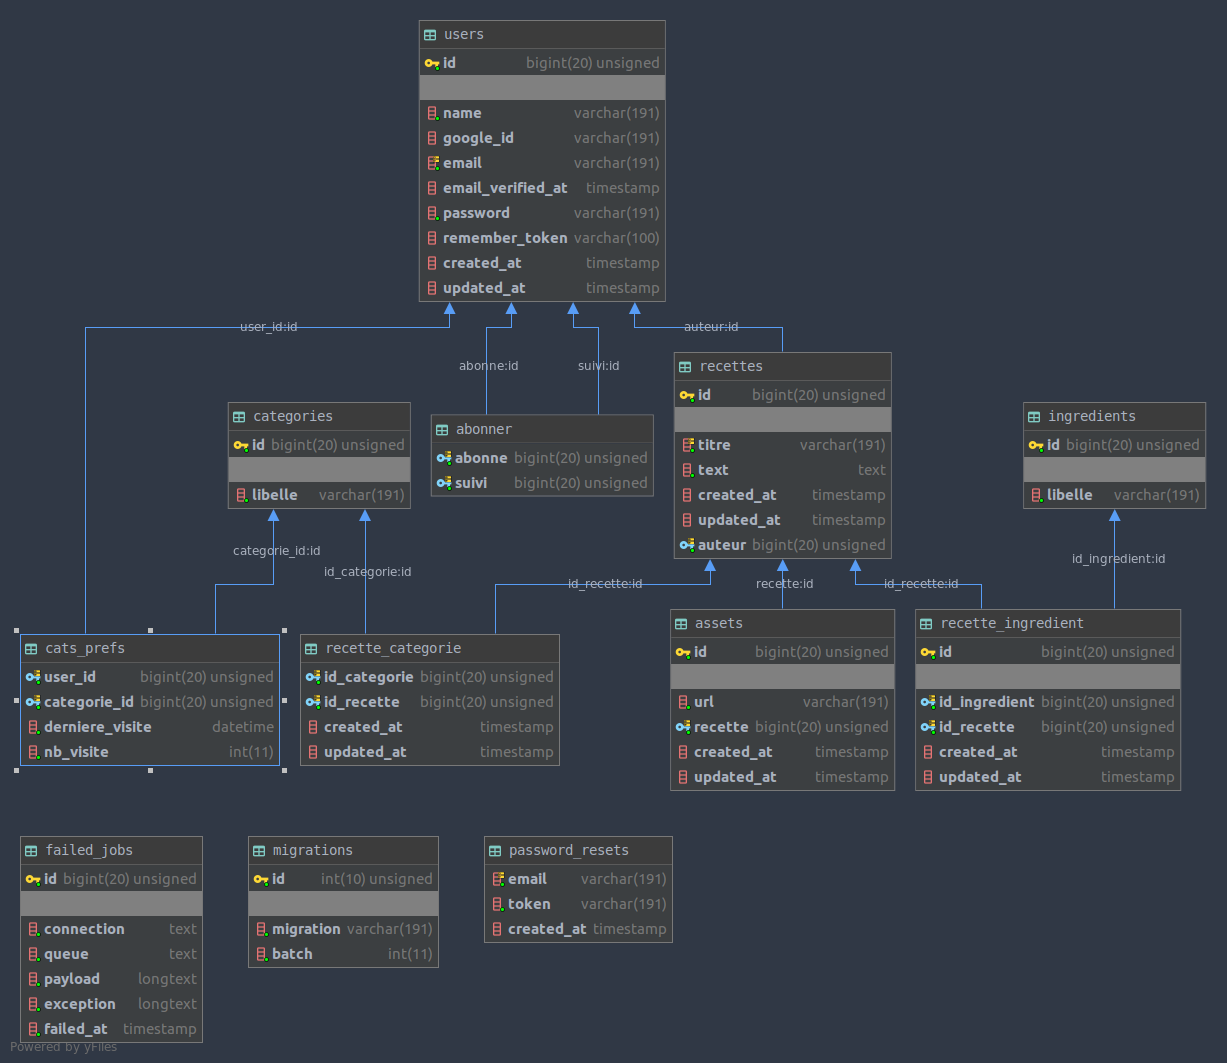 users
id bigint(20) unsigned
name varchar(191)
google_id varchar(191)
email varchar(191)
email_verified_at timestamp
password varchar(191)
remember_token varchar(100)
created_at timestamp
updated_at timestamp
user_id:id
auteur:id
abonne:id
suivi:id
recettes
id bigint(20) unsigned
titre varchar(191)
text text
created_at timestamp
updated_at timestamp
auteur bigint(20) unsigned
categories
id bigint(20) unsigned
libelle varchar(191)
abonner
abonne bigint(20) unsigned
suivi bigint(20) unsigned
ingredients
id bigint(20) unsigned
libelle varchar(191)
categorie_id:id
id_categorie:id
id_recette:id
recette:id
id_recette:id
id_ingredient:id
cats_prefs
user_id bigint(20) unsigned
categorie_id bigint(20) unsigned
derniere_visite datetime
nb_visite int(11)
recette_categorie
id_categorie bigint(20) unsigned
id_recette bigint(20) unsigned
created_at timestamp
updated_at timestamp
assets
id bigint(20) unsigned
url varchar(191)
recette bigint(20) unsigned
created_at timestamp
updated_at timestamp
recette_ingredient
id bigint(20) unsigned
id_ingredient bigint(20) unsigned
id_recette bigint(20) unsigned
created_at timestamp
updated_at timestamp
failed_jobs
id bigint(20) unsigned
connection text
queue text
payload longtext
exception longtext
failed_at timestamp
migrations
id int(10) unsigned
migration varchar(191)
batch int(11)
password_resets
email varchar(191)
token varchar(191)
created_at timestamp
Powered by yFiles